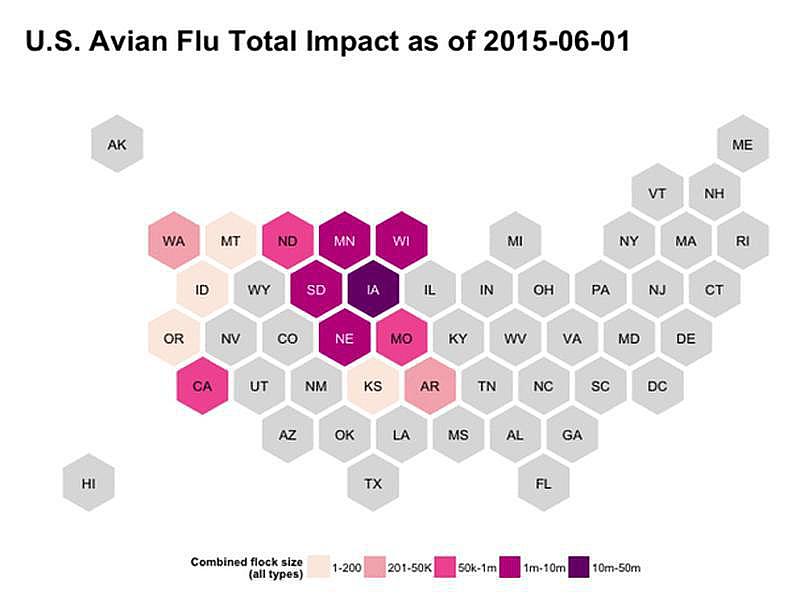 U.S. Avian Flu Total Impact as of 2015-06-01
AK ME
VT NH
WA MT ND MN WI MI NY MA RI
ID WY SD IA IL IN OH PA NJ CT
OR NV CO NE MO KY WV VA MD DE
CA UT NM KS AR TN NC SC DC
AZ OK LA MS AL GA
HI TX FL
Combined flock size
(all types) 1-200 201-50K 50k-1m 1m-10m 10m-50m